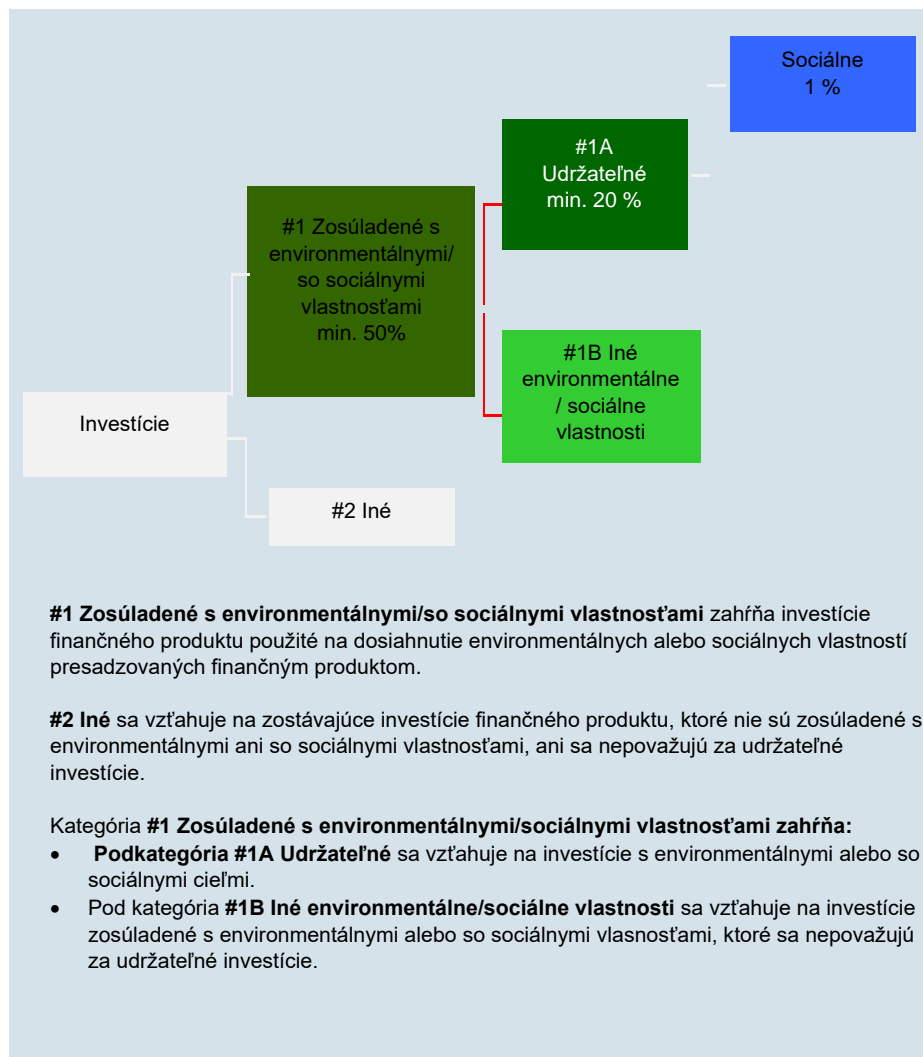 Sociálne
1 %
#1A
Udržateľné
min. 20 %
#1 Zosúladené s
environmentálnymi/
so sociálnymi
vlastnosťami
min. 50%
#1B Iné
environmentálne
/ sociálne
vlastnosti
Investície
#2 Iné
#1 Zosúladené s environmentálnymi/so sociálnymi vlastnosťami zahŕňa investície
finančného produktu použité na dosiahnutie environmentálnych alebo sociálnych vlastností
presadzovaných finančným produktom.
#2 Iné sa vzťahuje na zostávajúce investície finančného produktu, ktoré nie sú zosúladené s
environmentálnymi ani so sociálnymi vlastnosťami, ani sa nepovažujú za udržateľné
investície.
Kategória #1 Zosúladené s environmentálnymi/sociálnymi vlastnosťami zahŕňa:
• Podkategória #1A Udržateľné sa vzťahuje na investície s environmentálnymi alebo so
sociálnymi cieľmi.
• Pod kategória #1B Iné environmentálne/sociálne vlastnosti sa vzťahuje na investície
zosúladené s environmentálnymi alebo so sociálnymi vlasnosťami, ktoré sa nepovažujú
za udržateľné investície.